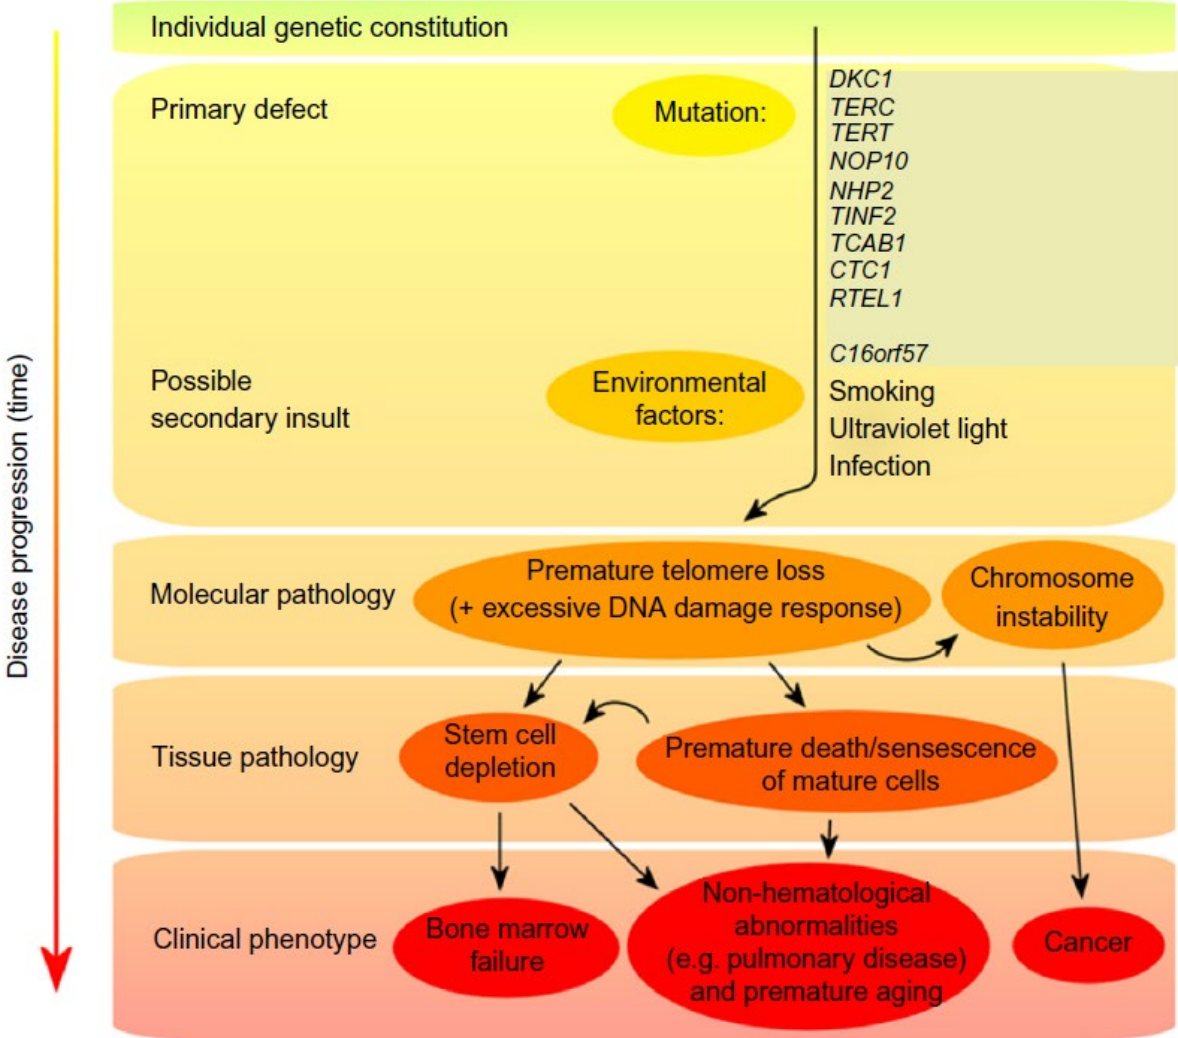 Individual genetic constitution
Primary defect
Mutation:
DKC1
TERC
TERT
NOP10
NHP2
TINF2
TCAB1
CTC1
RTEL1
C16orf57
Possible
secondary insult
Environmental
factors:
Smoking
Ultraviolet light
Infection
Disease progression (time)
Molecular pathology
Premature telomere loss
(+ excessive DNA damage response)
Chromosome
instability
Tissue pathology
Stem cell
depletion
Premature death/sensescence
of mature cells
Clinical phenotype
Bone marrow
failure
Non-hematological
abnormalities
(e.g. pulmonary disease)
and premature aging
Cancer